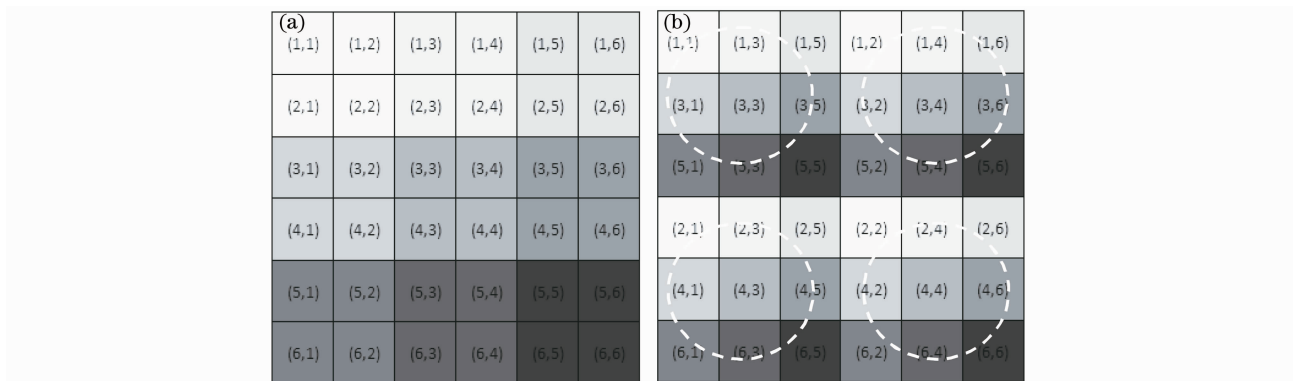 (a)
(1,1) (1,2) (1,3) (1,4) (1,5) (1,6)
(2,1) (2,2) (2,3) (2,4) (2,5) (2,6)
(3,1) (3,2) (3,3) (3,4) (3,5) (3,6)
(4,1) (4,2) (4,3) (4,4) (4,5) (4,6)
(5,1) (5,2) (5,3) (5,4) (5,5) (5,6)
(6,1) (6,2) (6,3) (6,4) (6,5) (6,6)
(b)
(1,1) (1,3) (1,5) (1,2) (1,4) (1,6)
(3,1) (3,3) (3,5) (3,2) (3,4) (3,6)
(5,1) (5,3) (5,5) (5,2) (5,4) (5,6)
(2,1) (2,3) (2,5) (2,2) (2,4) (2,6)
(4,1) (4,3) (4,5) (4,2) (4,4) (4,6)
(6,1) (6,3) (6,5) (6,2) (6,4) (6,6)